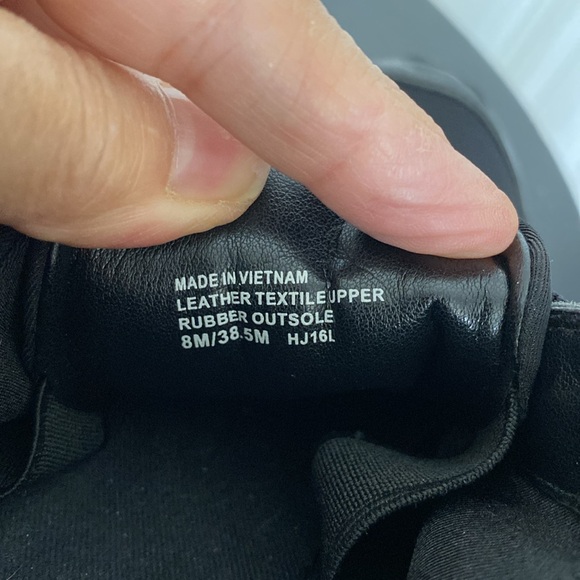 MADE IN VIETNAM
LEATHER TEXTILE UPPER
RUBBER OUTSOLE
8M/38.5M HJ16L